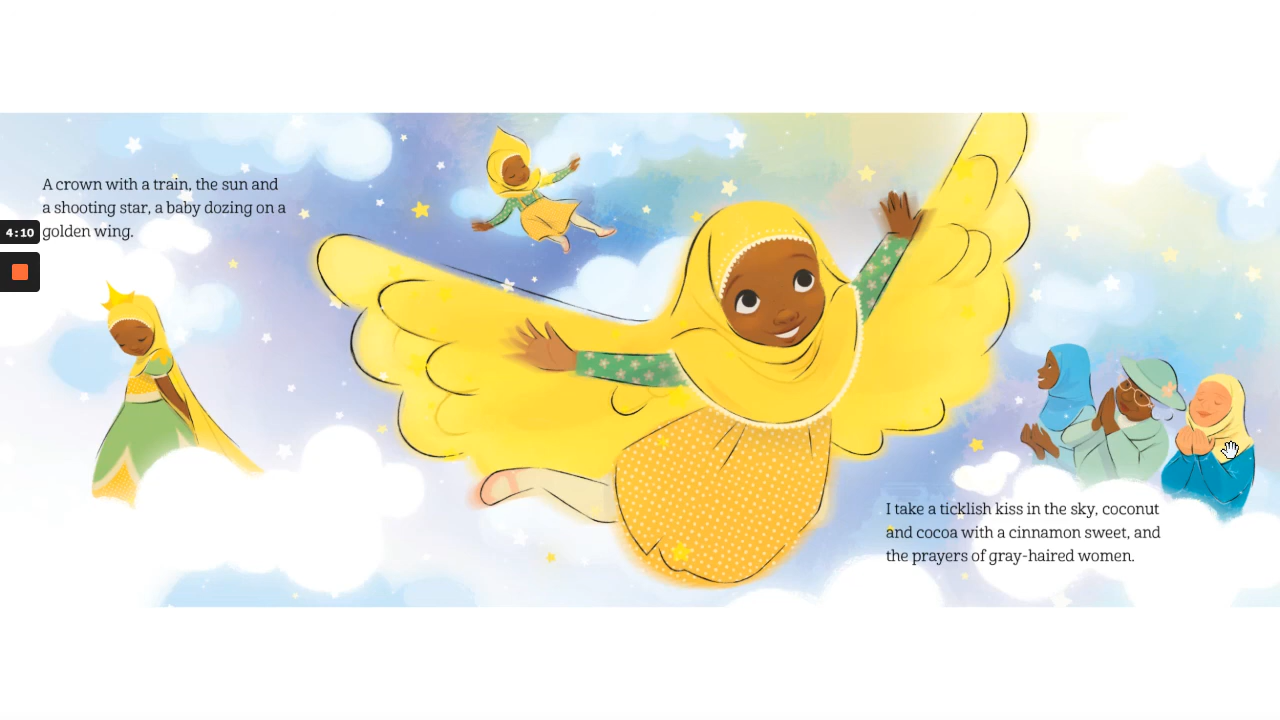 A crown with a train, the sun and
a shooting star, a baby dozing on a
golden wing.
4:10
I take a ticklish kiss in the sky, coconut
and cocoa with a cinnamon sweet, and
the prayers of gray-haired women.